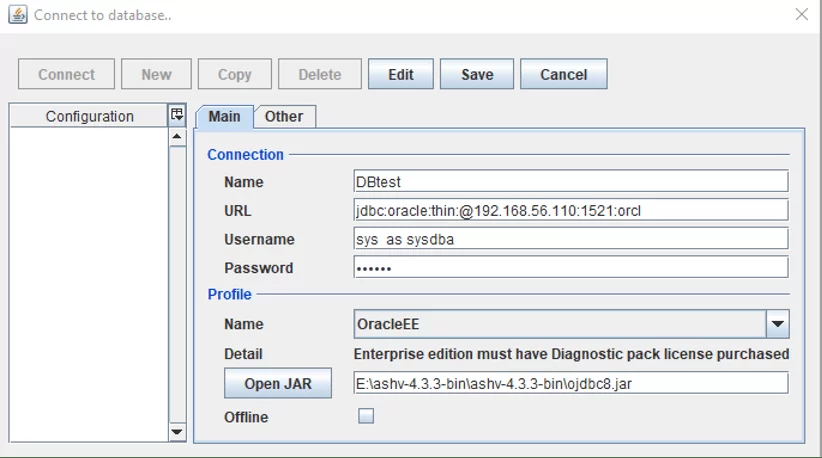 Connect to database..
Connect New Copy Delete Edit Save Cancel
Configuration
Main Other
Connection
Name DBtest
URL jdbc:oracle:thin:@192.168.56.110:1521:orcl
Username sys as sysdba
Password ••••••
Profile
Name OracleEE
Detail Enterprise edition must have Diagnostic pack license purchased
Open JAR E:\ashv-4.3.3-bin\ashv-4.3.3-bin\ojdbc8.jar
Offline